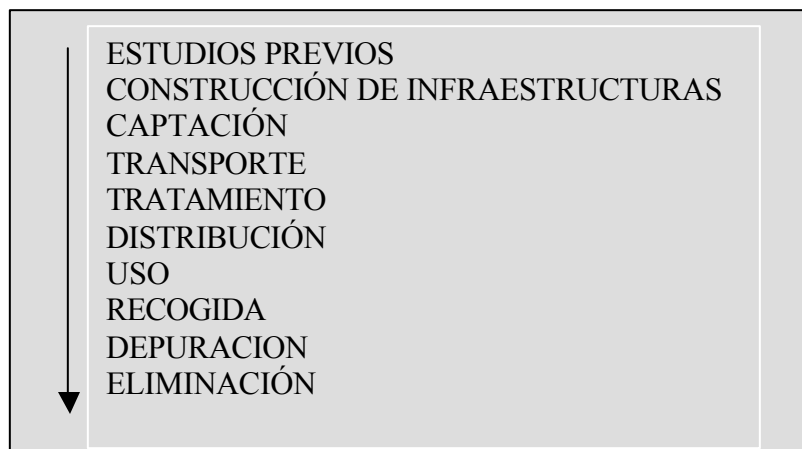 ESTUDIOS PREVIOS
CONSTRUCCIÓN DE INFRAESTRUCTURAS
CAPTACIÓN
TRANSPORTE
TRATAMIENTO
DISTRIBUCIÓN
USO
RECOGIDA
DEPURACION
ELIMINACIÓN